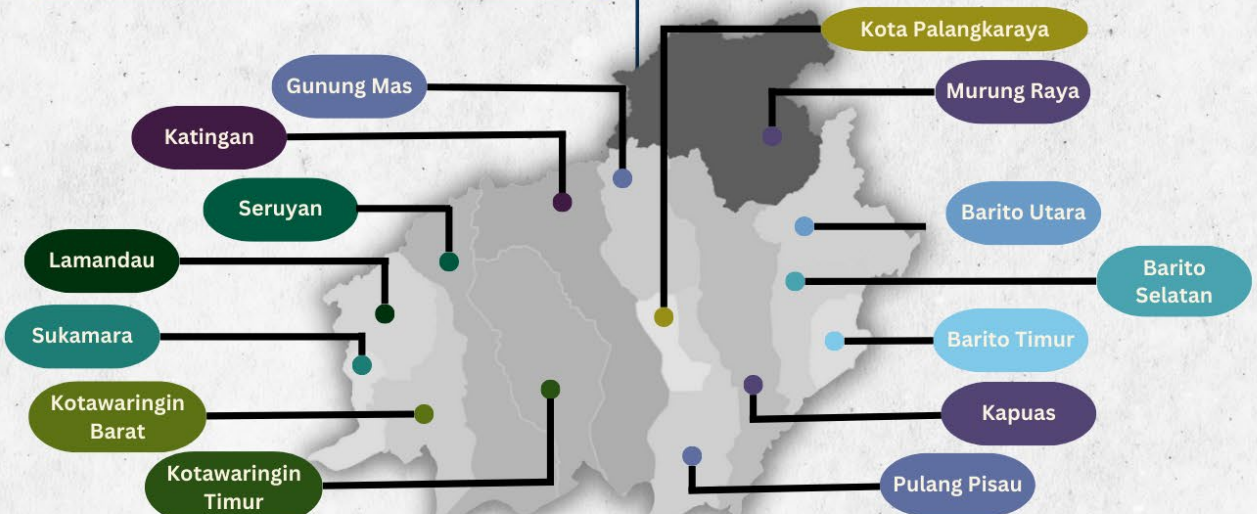 Kota Palangkaraya
Gunung Mas
Murung Raya
Katingan
Seruyan
Barito Utara
Lamandau
Barito
Selatan
Sukamara
Barito Timur
Kotawaringin
Barat
Kapuas
Kotawaringin
Timur
Pulang Pisau